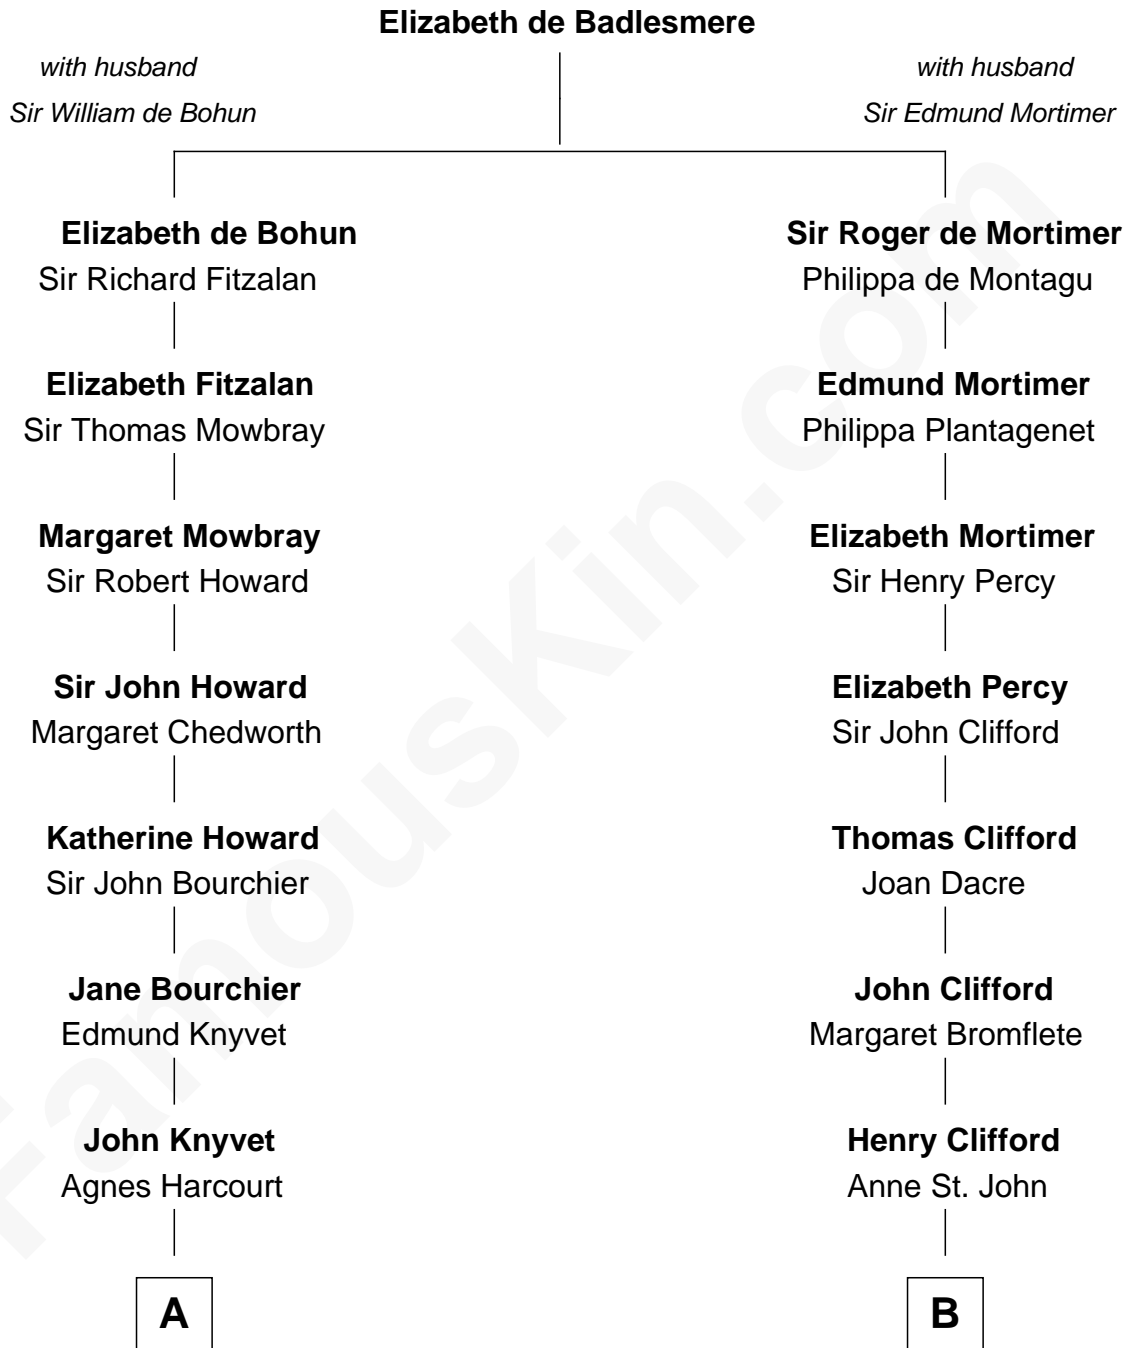 Elizabeth de Badlesmere
with husband
Sir William de Bohun
with husband
Sir Edmund Mortimer
Elizabeth de Bohun
Sir Richard Fitzalan
Sir Roger de Mortimer
Philippa de Montagu
Elizabeth Fitzalan
Sir Thomas Mowbray
Edmund Mortimer
Philippa Plantagenet
Margaret Mowbray
Sir Robert Howard
Elizabeth Mortimer
Sir Henry Percy
Sir John Howard
Margaret Chedworth
Elizabeth Percy
Sir John Clifford
Katherine Howard
Sir John Bourchier
Thomas Clifford
Joan Dacre
Jane Bourchier
Edmund Knyvet
John Clifford
Margaret Bromflete
John Knyvet
Agnes Harcourt
Henry Clifford
Anne St. John
A
B
FamousKin.com